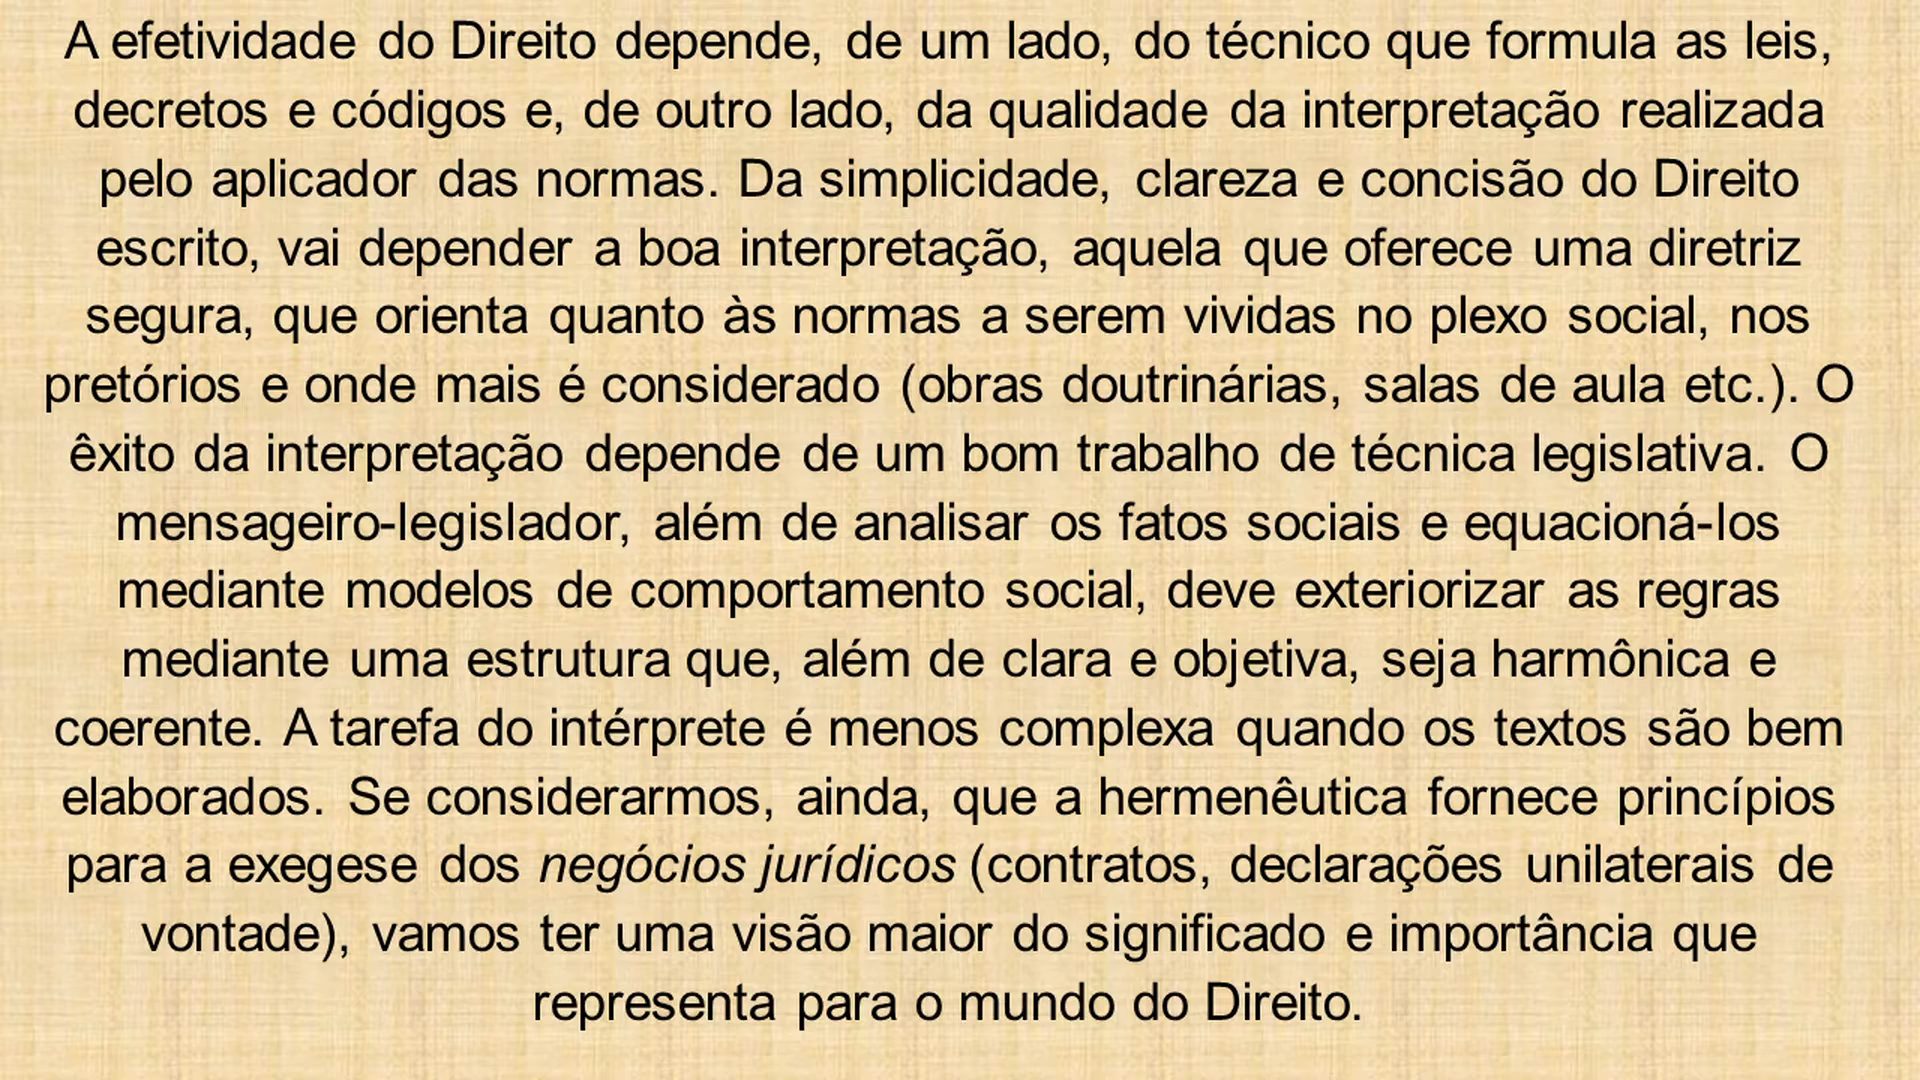 A efetividade do Direito depende, de um lado, do técnico que formula as leis,
decretos e códigos e, de outro lado, da qualidade da interpretação realizada
pelo aplicador das normas. Da simplicidade, clareza e concisão do Direito
escrito, vai depender a boa interpretação, aquela que oferece uma diretriz
segura, que orienta quanto às normas a serem vividas no plexo social, nos
pretórios e onde mais é considerado (obras doutrinárias, salas de aula etc.). O
êxito da interpretação depende de um bom trabalho de técnica legislativa. O
mensageiro-legislador, além de analisar os fatos sociais e equacioná-los
mediante modelos de comportamento social, deve exteriorizar as regras
mediante uma estrutura que, além de clara e objetiva, seja harmônica e
coerente. A tarefa do intérprete é menos complexa quando os textos são bem
elaborados. Se considerarmos, ainda, que a hermenêutica fornece princípios
para a exegese dos negócios jurídicos (contratos, declarações unilaterais de
vontade), vamos ter uma visão maior do significado e importância que
representa para o mundo do Direito.